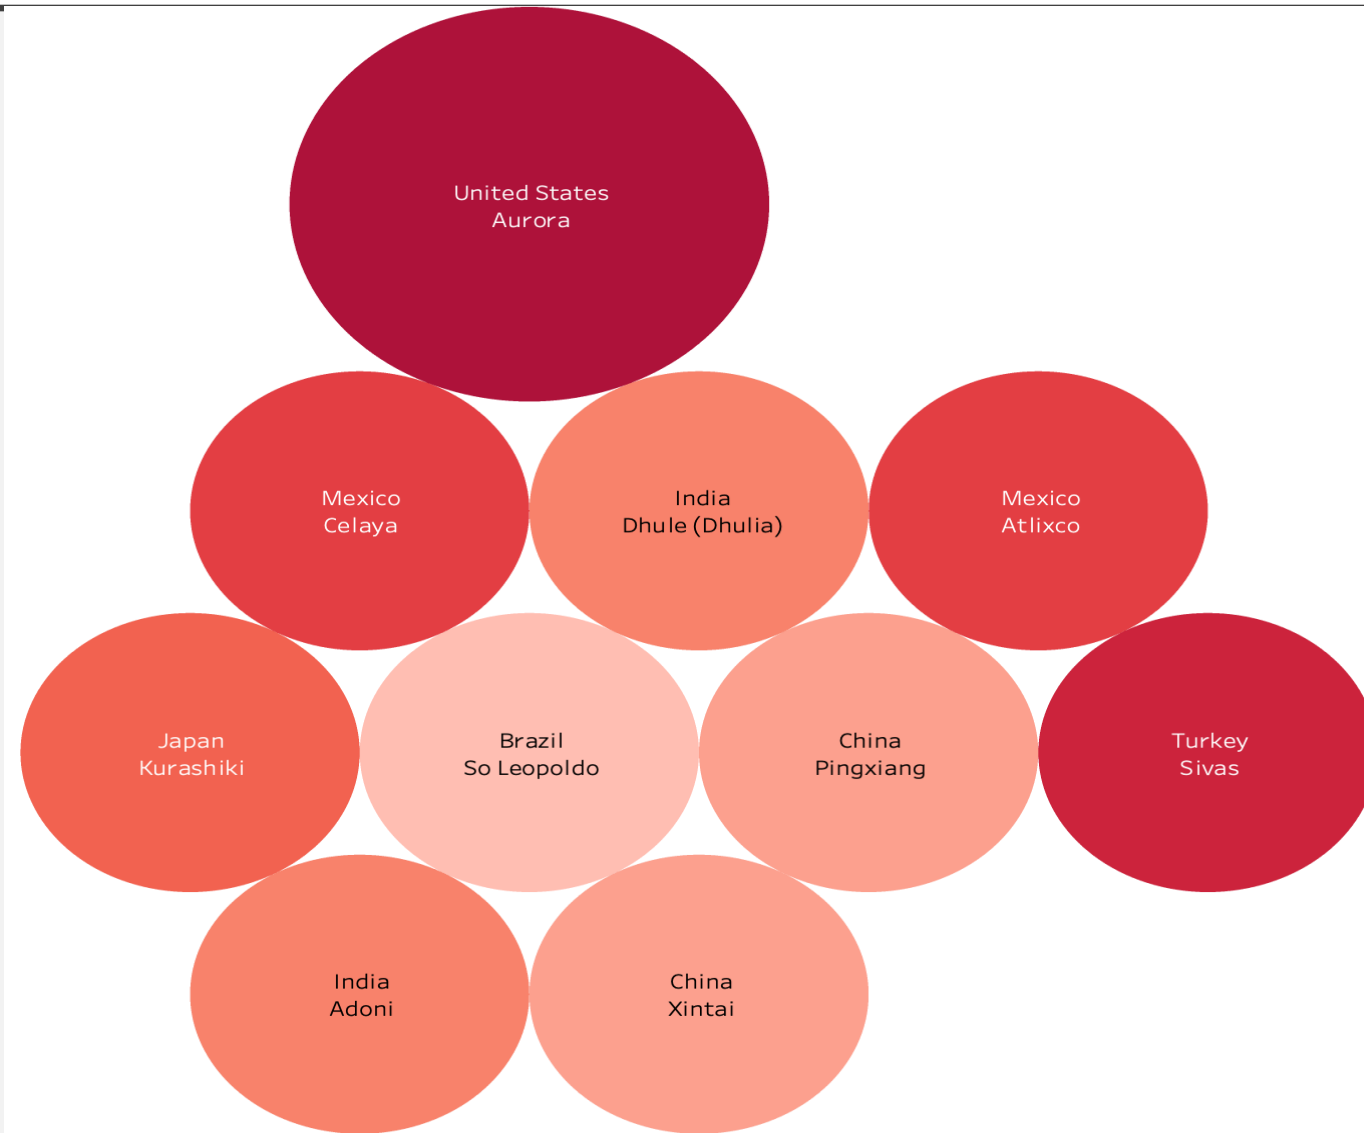 United States
Aurora
Mexico
Celaya
India
Dhule (Dhulia)
Mexico
Atlixco
Japan
Kurashiki
Brazil
So Leopoldo
China
Pingxiang
Turkey
Sivas
India
Adoni
China
Xintai